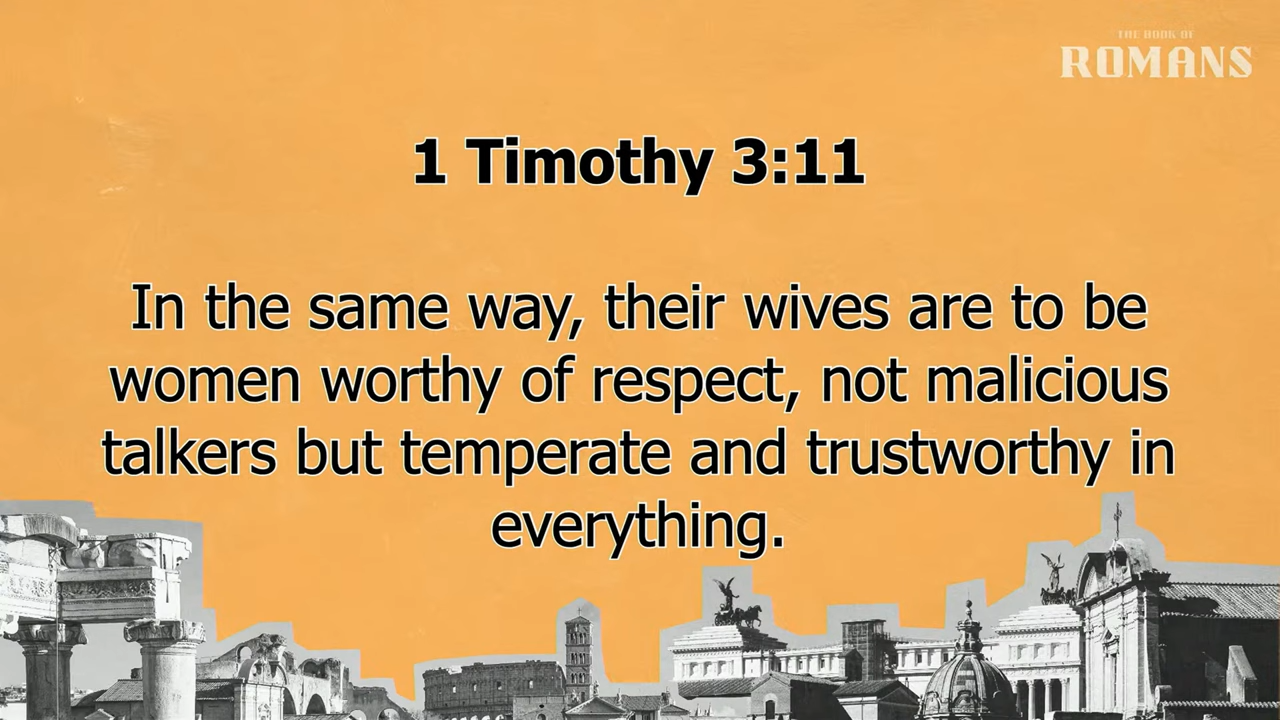 THE BOOK OF
ROMANS
1 Timothy 3:11
In the same way, their wives are to be
women worthy of respect, not malicious
talkers but temperate and trustworthy in
everything.